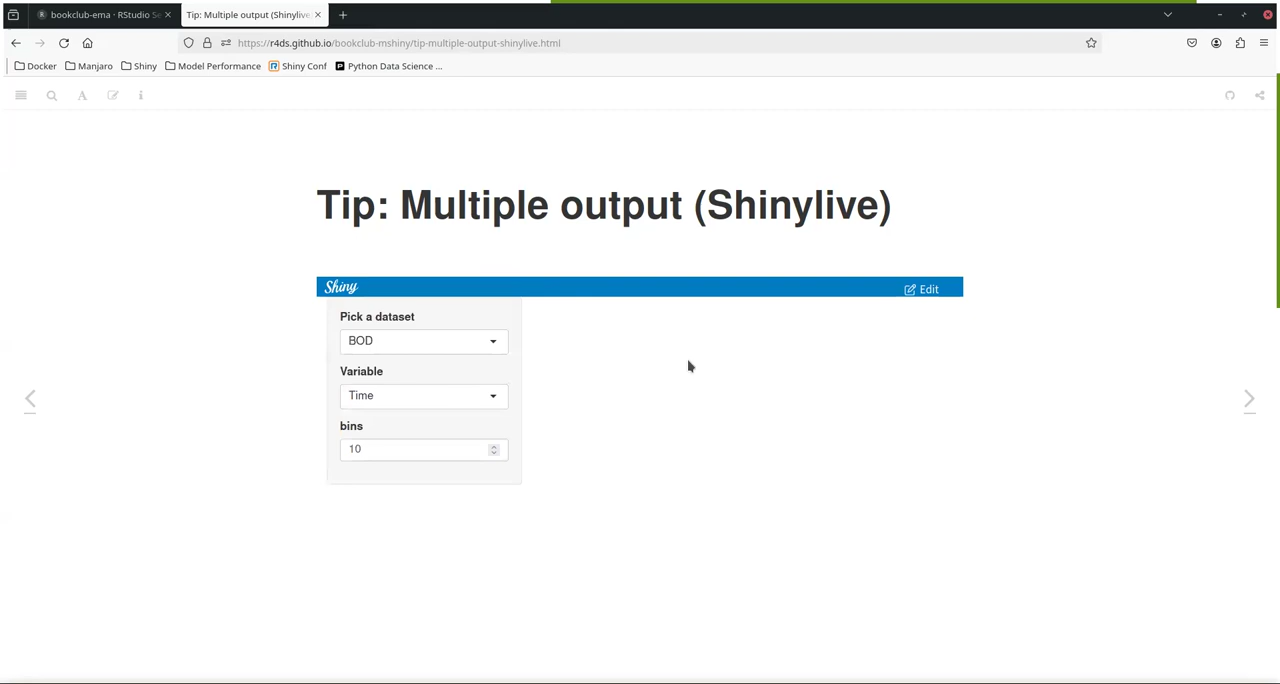 bookclub-ema · RStudio Se
Tip: Multiple output (Shinylive
https://r4ds.github.io/bookclub-mshiny/tip-multiple-output-shinylive.html
Docker Manjaro Shiny Model Performance Shiny Conf Python Data Science ...
Tip: Multiple output (Shinylive)
Shiny Edit
Pick a dataset
BOD
Variable
Time
bins
10